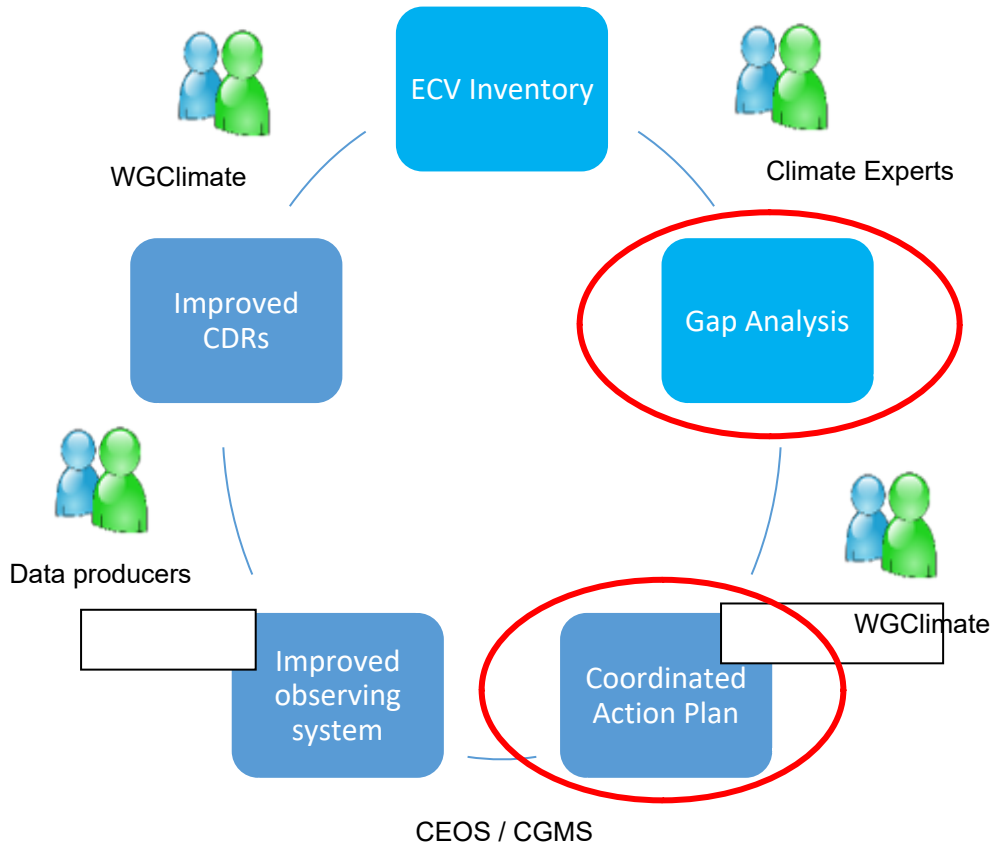 ECV Inventory
WGClimate
Climate Experts
Improved
CDRs
Gap Analysis
Data producers
WGClimate
Improved
observing
system
Coordinated
Action Plan
CEOS / CGMS